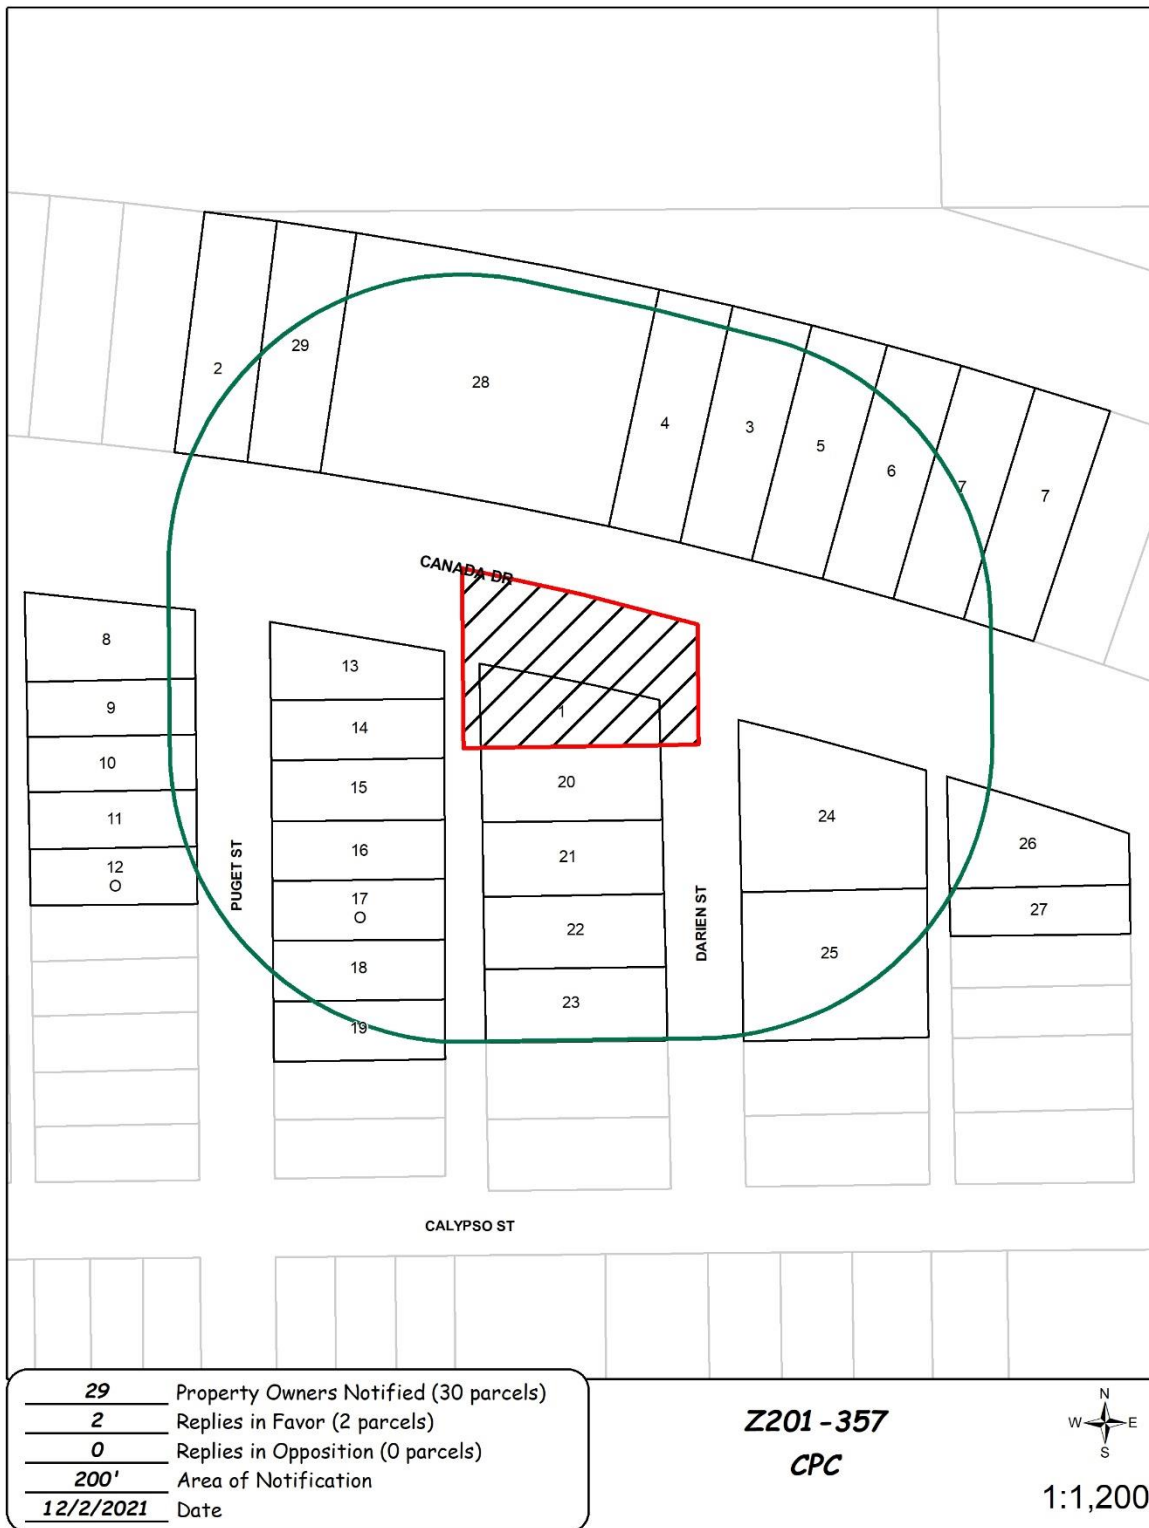 2
29
28
4
3
5
6
7
7
CANADA DR
8
9
10
11
12
O
PUGET ST
13
14
15
16
17
O
18
19
1
20
21
22
23
DARIEN ST
24
25
26
27
CALYPSO ST
29 Property Owners Notified (30 parcels)
2 Replies in Favor (2 parcels)
0 Replies in Opposition (0 parcels)
200' Area of Notification
12/2/2021 Date
Z201-357
CPC
N
W E
S
1:1,200